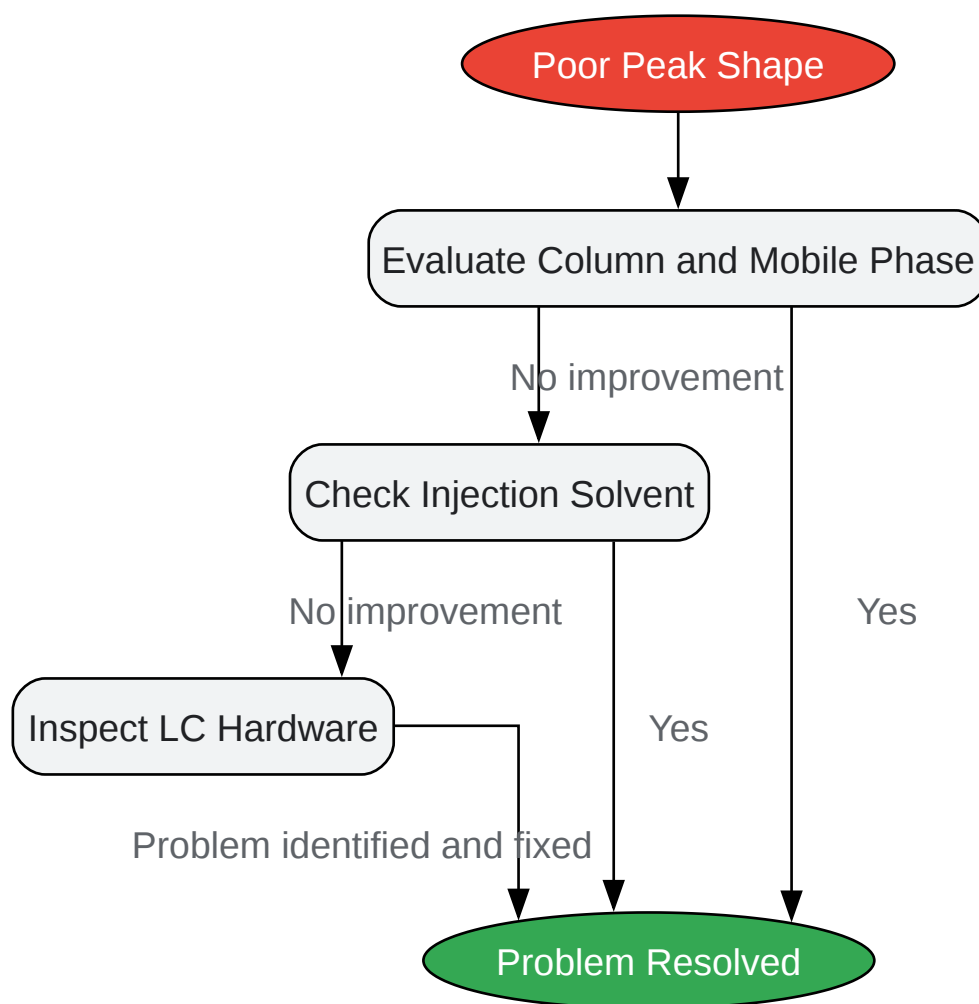 Poor Peak Shape
Evaluate Column and Mobile Phase
No improvement
Check Injection Solvent
No improvement
Yes
Inspect LC Hardware
Yes
Problem identified and fixed
Problem Resolved